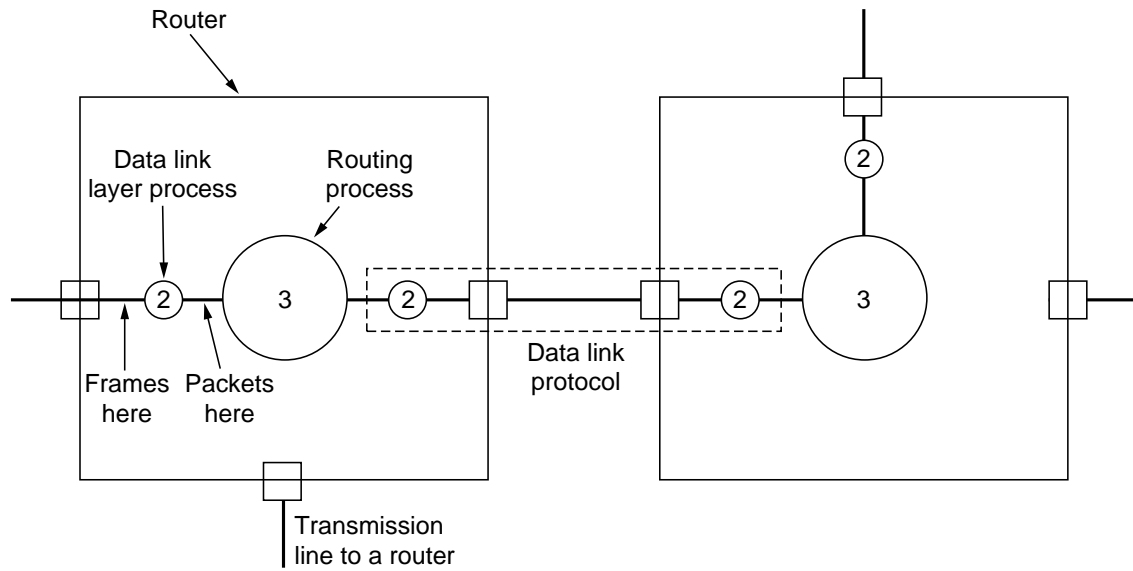 Router
Data link
layer process
Routing
process
2
2
3
2
2
3
Frames
here
Packets
here
Data link
protocol
Transmission
line to a router